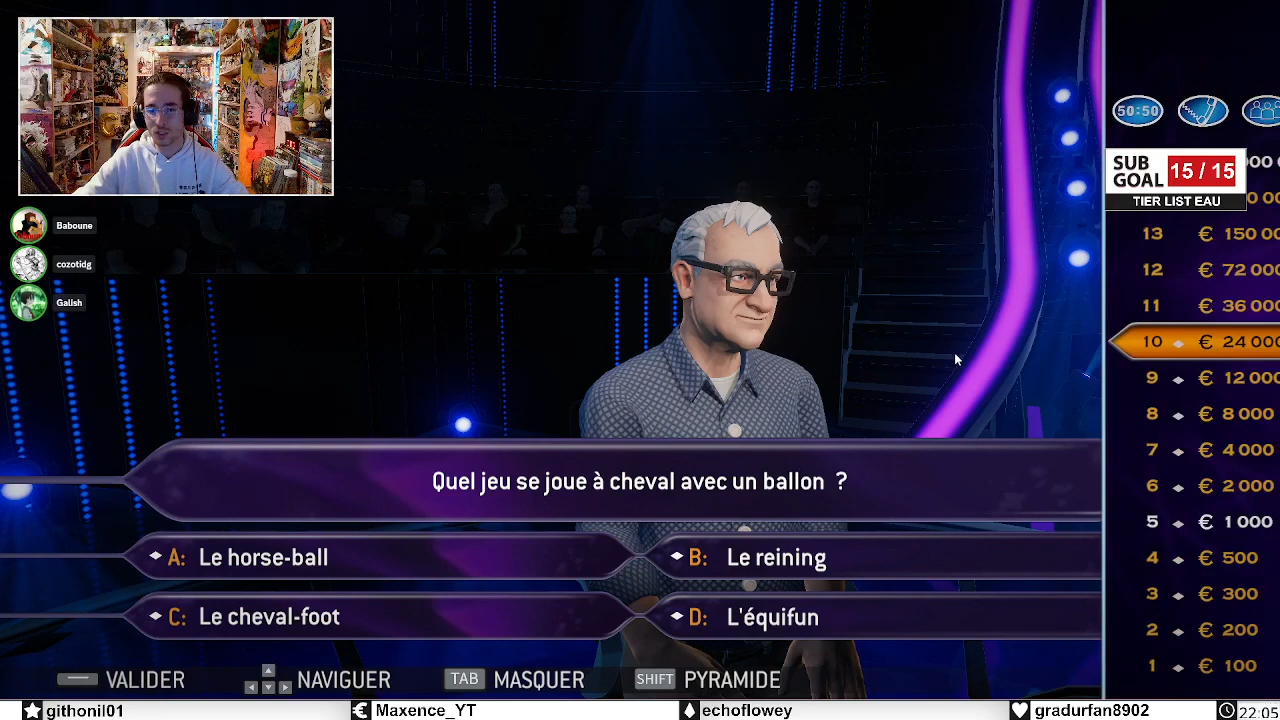 50:50
SUB GOAL 15 / 15
TIER LIST EAU
13 € 150 00
12 € 72 000
11 € 36 000
10 € 24 000
9 € 12 000
8 € 8 000
7 € 4 000
6 € 2 000
5 € 1 000
4 € 500
3 € 300
2 € 200
1 € 100
Baboune
cozotidg
Galish
Quel jeu se joue à cheval avec un ballon ?
A: Le horse-ball
B: Le reining
C: Le cheval-foot
D: L'équifun
VALIDER
NAVIGUER
TAB MASQUER
SHIFT PYRAMIDE
githonil01
Maxence_YT
echoflowey
gradurfan8902
22:05